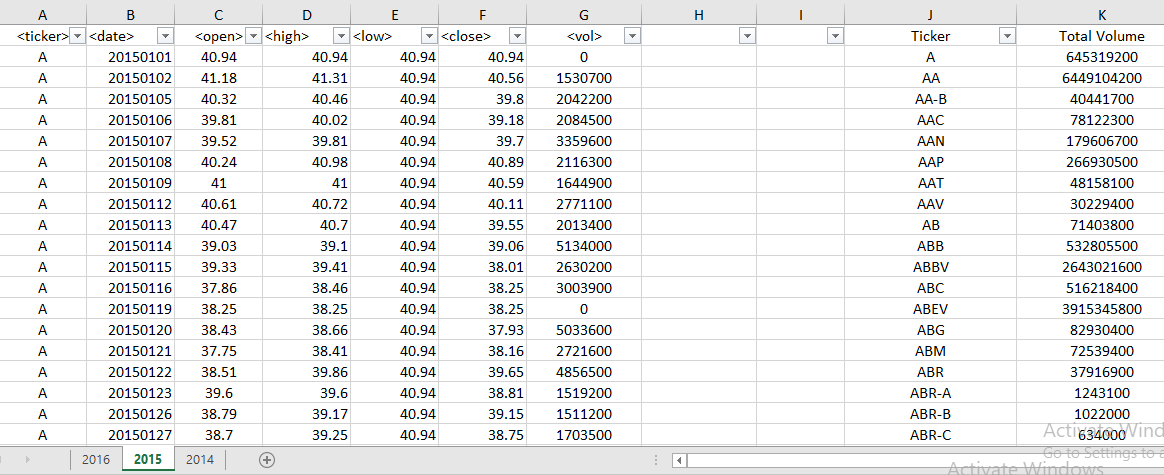 A B C D E F G H I J K
<ticker> <date> <open> <high> <low> <close> <vol> Ticker Total Volume
A 20150101 40.94 40.94 40.94 40.94 0 A 645319200
A 20150102 41.18 41.31 40.94 40.56 1530700 AA 6449104200
A 20150105 40.32 40.46 40.94 39.8 2042200 AA-B 40441700
A 20150106 39.81 40.02 40.94 39.18 2084500 AAC 78122300
A 20150107 39.52 39.81 40.94 39.7 3359600 AAN 179606700
A 20150108 40.24 40.98 40.94 40.89 2116300 AAP 266930500
A 20150109 41 41 40.94 40.59 1644900 AAT 48158100
A 20150112 40.61 40.72 40.94 40.11 2771100 AAV 30229400
A 20150113 40.47 40.7 40.94 39.55 2013400 AB 71403800
A 20150114 39.03 39.1 40.94 39.06 5134000 ABB 532805500
A 20150115 39.33 39.41 40.94 38.01 2630200 ABBV 2643021600
A 20150116 37.86 38.46 40.94 38.25 3003900 ABC 516218400
A 20150119 38.25 38.25 40.94 38.25 0 ABEV 3915345800
A 20150120 38.43 38.66 40.94 37.93 5033600 ABG 82930400
A 20150121 37.75 38.41 40.94 38.16 2721600 ABM 72539400
A 20150122 38.51 39.86 40.94 39.65 4856500 ABR 37916900
A 20150123 39.6 39.6 40.94 38.81 1519200 ABR-A 1243100
A 20150126 38.79 39.17 40.94 39.15 1511200 ABR-B 1022000
A 20150127 38.7 39.25 40.94 38.75 1703500 ABR-C 634000
Activate Wind
Go to Settings to a
2016 2015 2014
Activate Windows